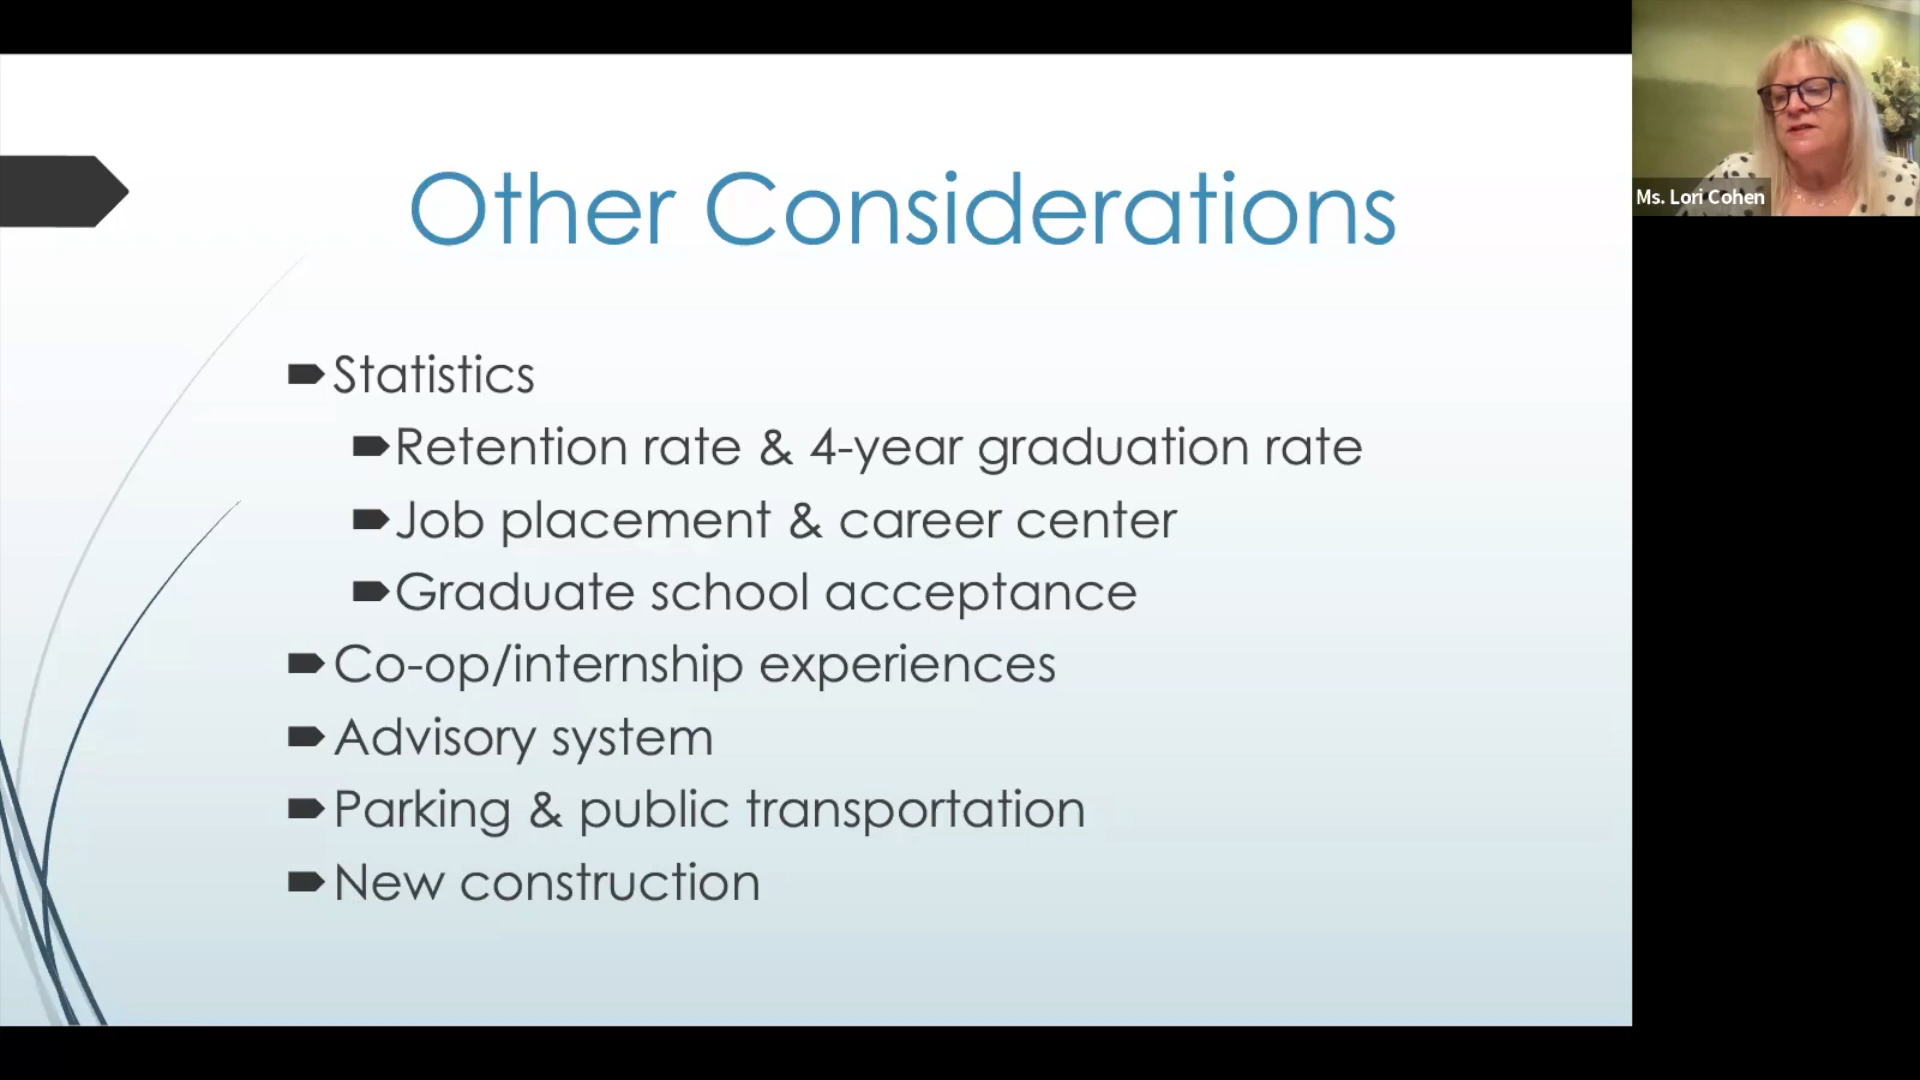 Other Considerations
Statistics
Retention rate & 4-year graduation rate
Job placement & career center
Graduate school acceptance
Co-op/internship experiences
Advisory system
Parking & public transportation
New construction
Ms. Lori Cohen